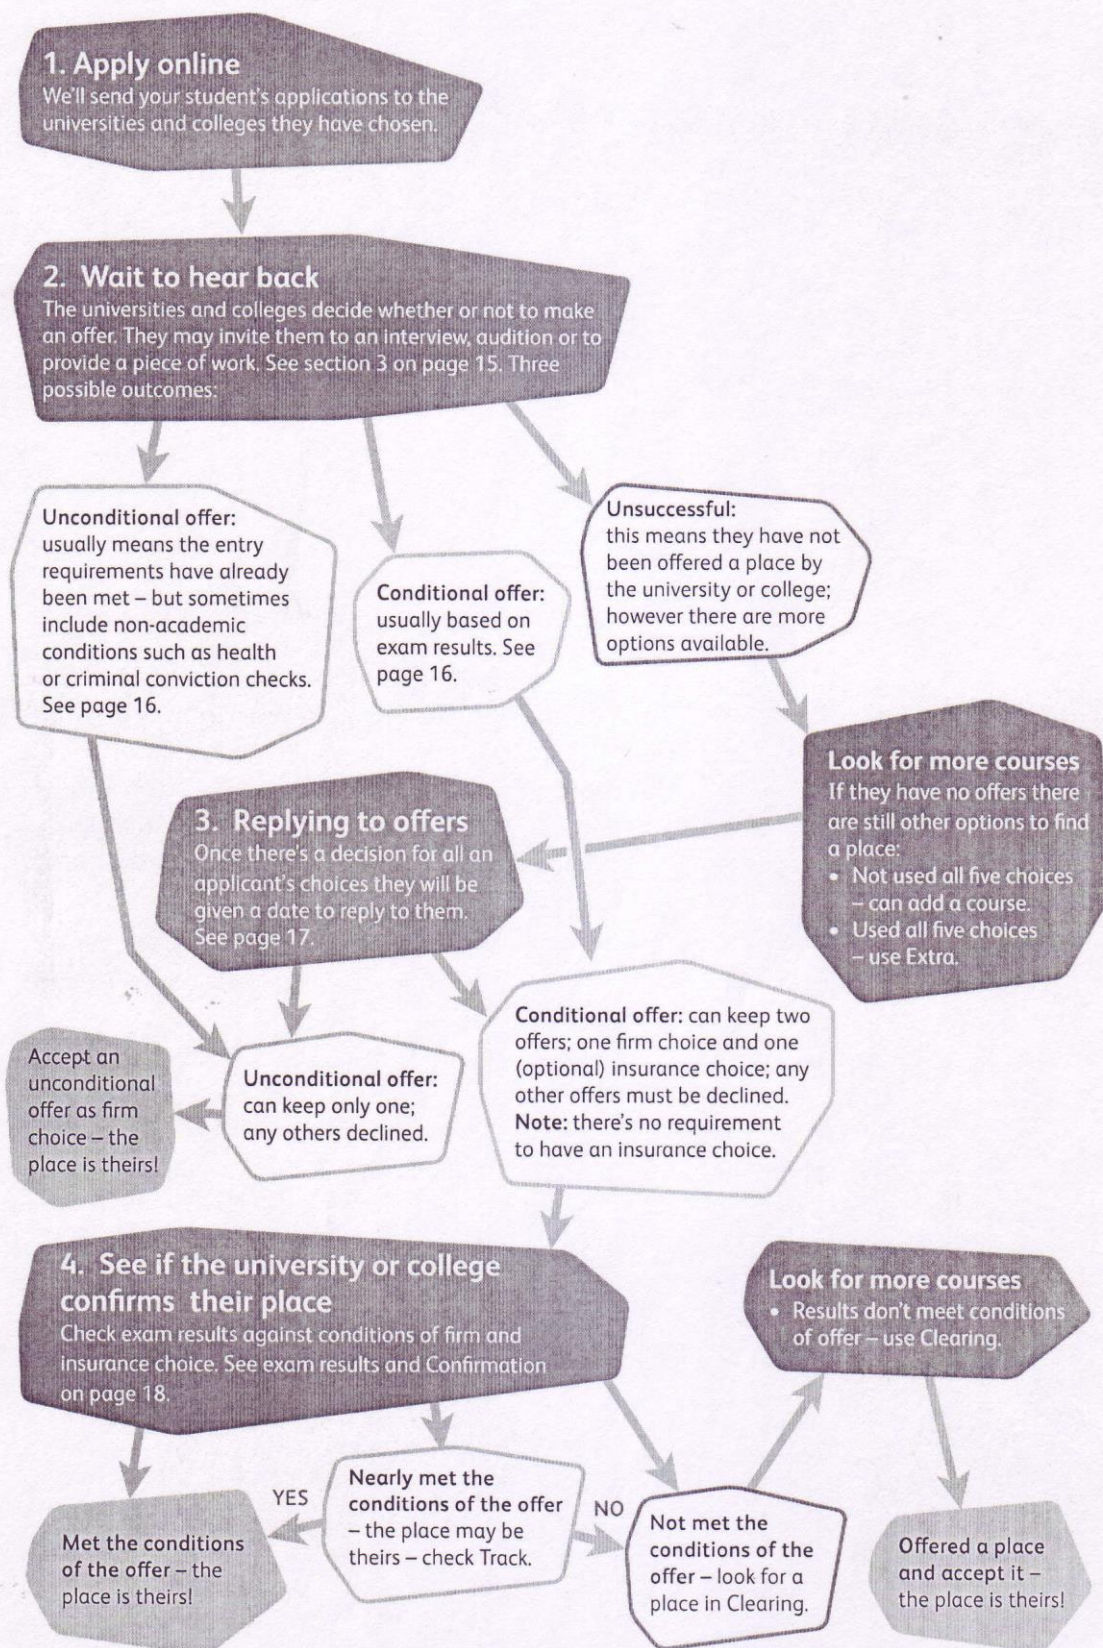 1. Apply online
We'll send your student's applications to the
universities and colleges they have chosen.
2. Wait to hear back
The universities and colleges decide whether or not to make
an offer. They may invite them to an interview, audition or to
provide a piece of work. See section 3 on page 15. Three
possible outcomes:
Unconditional offer:
usually means the entry
requirements have already
been met – but sometimes
include non-academic
conditions such as health
or criminal conviction checks.
See page 16.
Conditional offer:
usually based on
exam results. See
page 16.
Unsuccessful:
this means they have not
been offered a place by
the university or college;
however there are more
options available.
Look for more courses
If they have no offers there
are still other options to find
a place:
• Not used all five choices
– can add a course.
• Used all five choices
– use Extra.
3. Replying to offers
Once there's a decision for all an
applicant's choices they will be
given a date to reply to them.
See page 17.
Accept an
unconditional
offer as firm
choice – the
place is theirs!
Unconditional offer:
can keep only one;
any others declined.
Conditional offer: can keep two
offers; one firm choice and one
(optional) insurance choice; any
other offers must be declined.
Note: there's no requirement
to have an insurance choice.
4. See if the university or college
confirms their place
Check exam results against conditions of firm and
insurance choice. See exam results and Confirmation
on page 18.
Look for more courses
• Results don't meet conditions
of offer – use Clearing.
Met the conditions
of the offer – the
place is theirs!
YES
Nearly met the
conditions of the offer
– the place may be
theirs – check Track.
NO
Not met the
conditions of the
offer – look for a
place in Clearing.
Offered a place
and accept it –
the place is theirs!